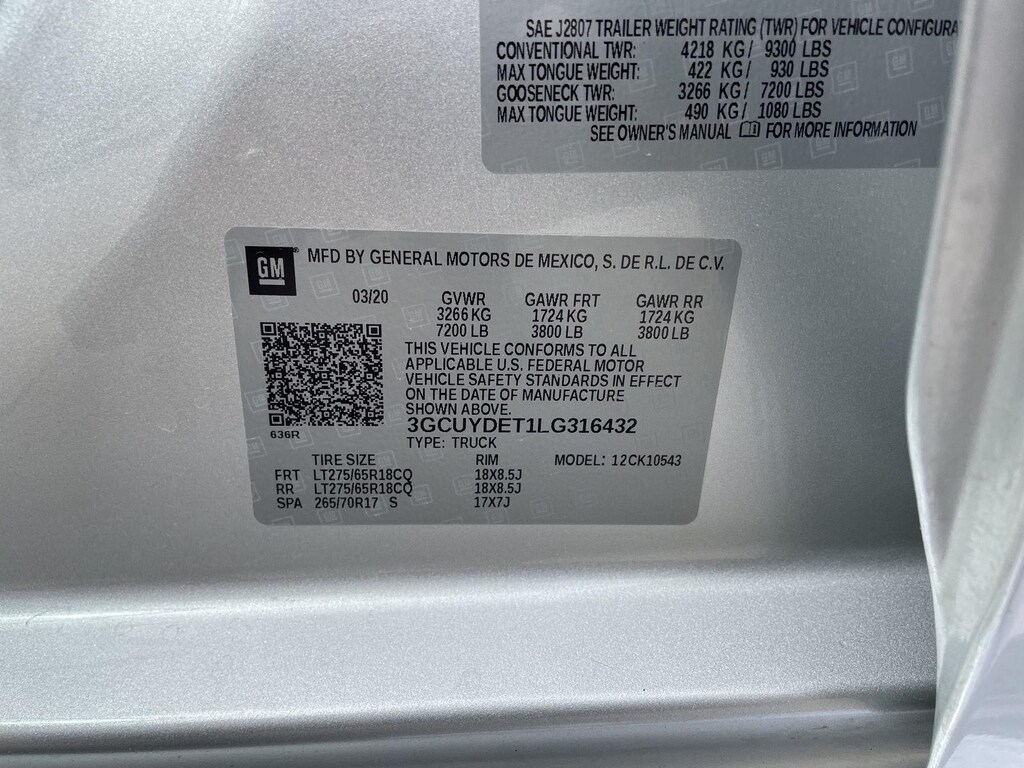 SAE J2807 TRAILER WEIGHT RATING (TWR) FOR VEHICLE CONFIGURA
CONVENTIONAL TWR: 4218 KG/ 9300 LBS
MAX TONGUE WEIGHT: 422 KG/ 930 LBS
GOOSENECK TWR: 3266 KG/ 7200 LBS
MAX TONGUE WEIGHT: 490 KG/ 1080 LBS
SEE OWNER'S MANUAL FOR MORE INFORMATION
GM® MFD BY GENERAL MOTORS DE MEXICO, S. DE R.L. DE C.V.
03/20 GVWR GAWR FRT GAWR RR
3266 KG 1724 KG 1724 KG
7200 LB 3800 LB 3800 LB
THIS VEHICLE CONFORMS TO ALL
APPLICABLE U.S. FEDERAL MOTOR
VEHICLE SAFETY STANDARDS IN EFFECT
ON THE DATE OF MANUFACTURE
SHOWN ABOVE.
3GCUYDET1LG316432
636R TYPE: TRUCK
TIRE SIZE RIM MODEL: 12CK10543
FRT LT275/65R18CQ 18X8.5J
RR LT275/65R18CQ 18X8.5J
SPA 265/70R17 S 17X7J